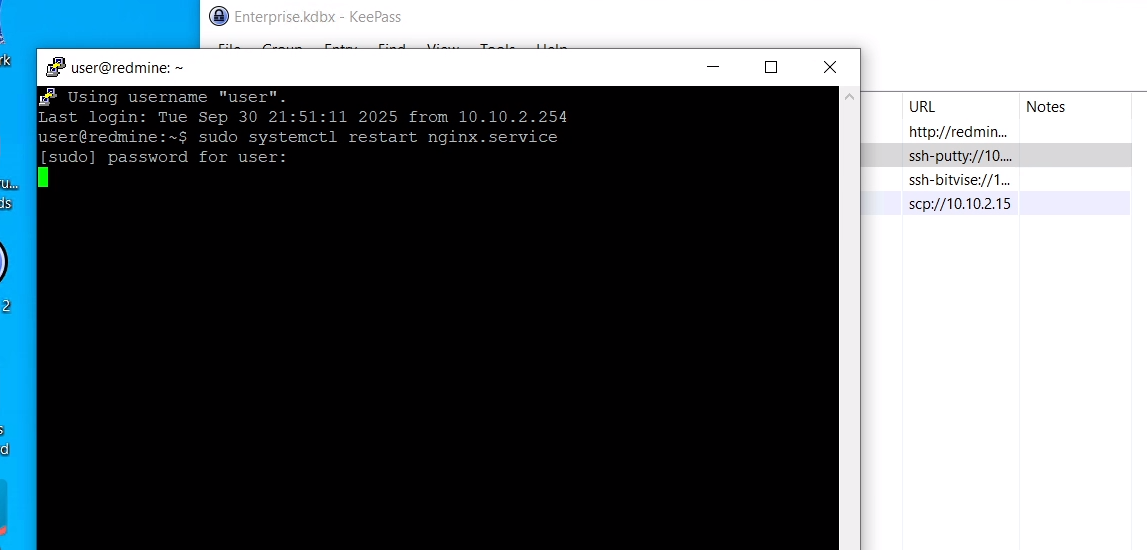 Enterprise.kdbx - KeePass
File Group Entry Find View Tools Help
user@redmine: ~
Using username "user".
Last login: Tue Sep 30 21:51:11 2025 from 10.10.2.254
user@redmine:~$ sudo systemctl restart nginx.service
[sudo] password for user:
URL Notes
http://redmin...
ssh-putty://10....
ssh-bitvise://1...
scp://10.10.2.15
rk
u...
ds
2
s
d